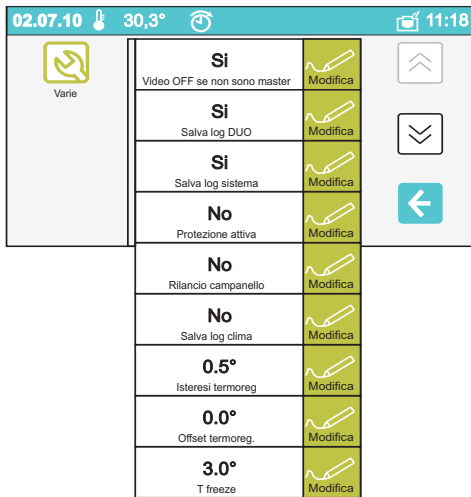 02.07.10 30,3° 11:18
Varie
Si
Video OFF se non sono master
Modifica
Si
Salva log DUO
Modifica
Si
Salva log sistema
Modifica
No
Protezione attiva
Modifica
No
Rilancio campanello
Modifica
No
Salva log clima
Modifica
0.5°
Isteresi termoreg
Modifica
0.0°
Offset termoreg.
Modifica
3.0°
T freeze
Modifica